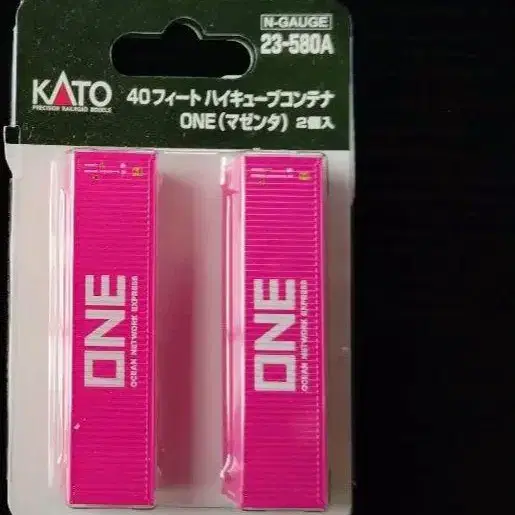 N-GAUGE
23-580A
KATO
PRECISION RAILROAD MODELS
40フィート ハイキューブコンテナ
ONE(マゼンタ) 2個入
ONE
OCEAN NETWORK EXPRESS
ONE
OCEAN NETWORK EXPRESS